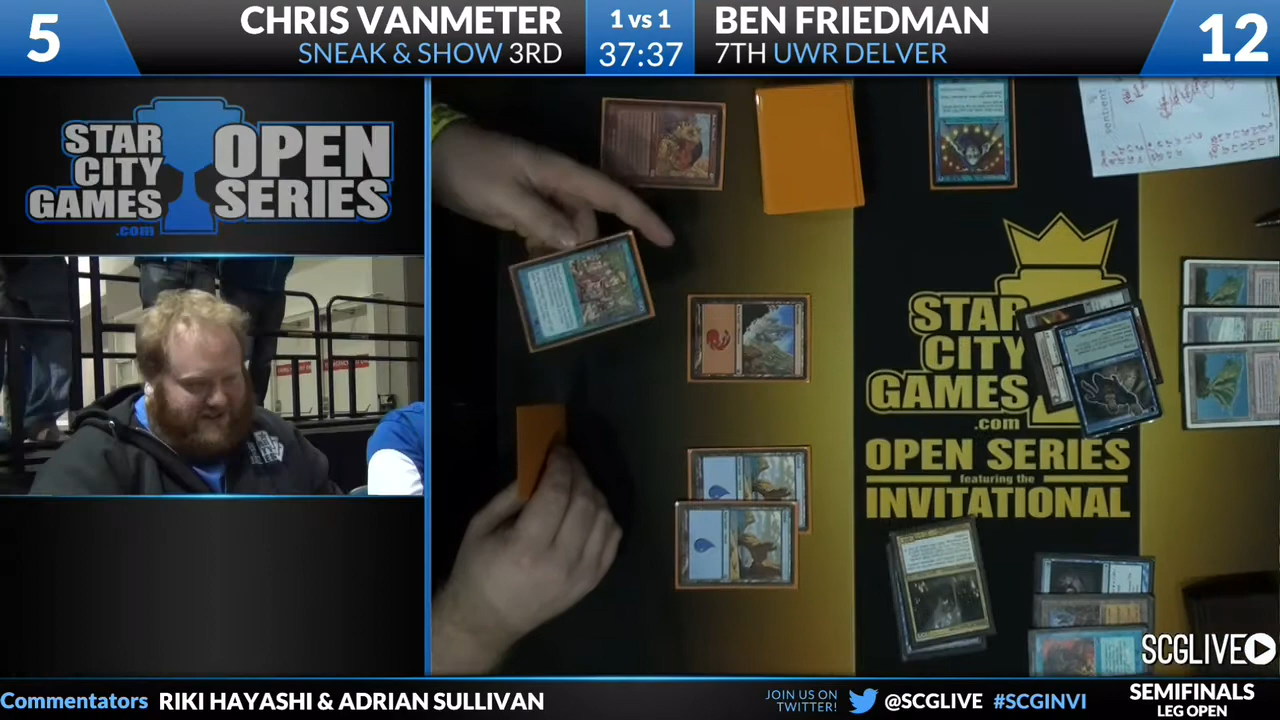 5
CHRIS VANMETER
SNEAK & SHOW 3RD
1 vs 1
37:37
BEN FRIEDMAN
7TH UWR DELVER
12
STAR
CITY
GAMES
.com
OPEN
SERIES
sentient
STAR
CITY
GAMES
.com
OPEN SERIES
featuring the
INVITATIONAL
SCGLIVE
Commentators RIKI HAYASHI & ADRIAN SULLIVAN
JOIN US ON
TWITTER!
@SCGLIVE #SCGINVI
SEMIFINALS
LEG OPEN